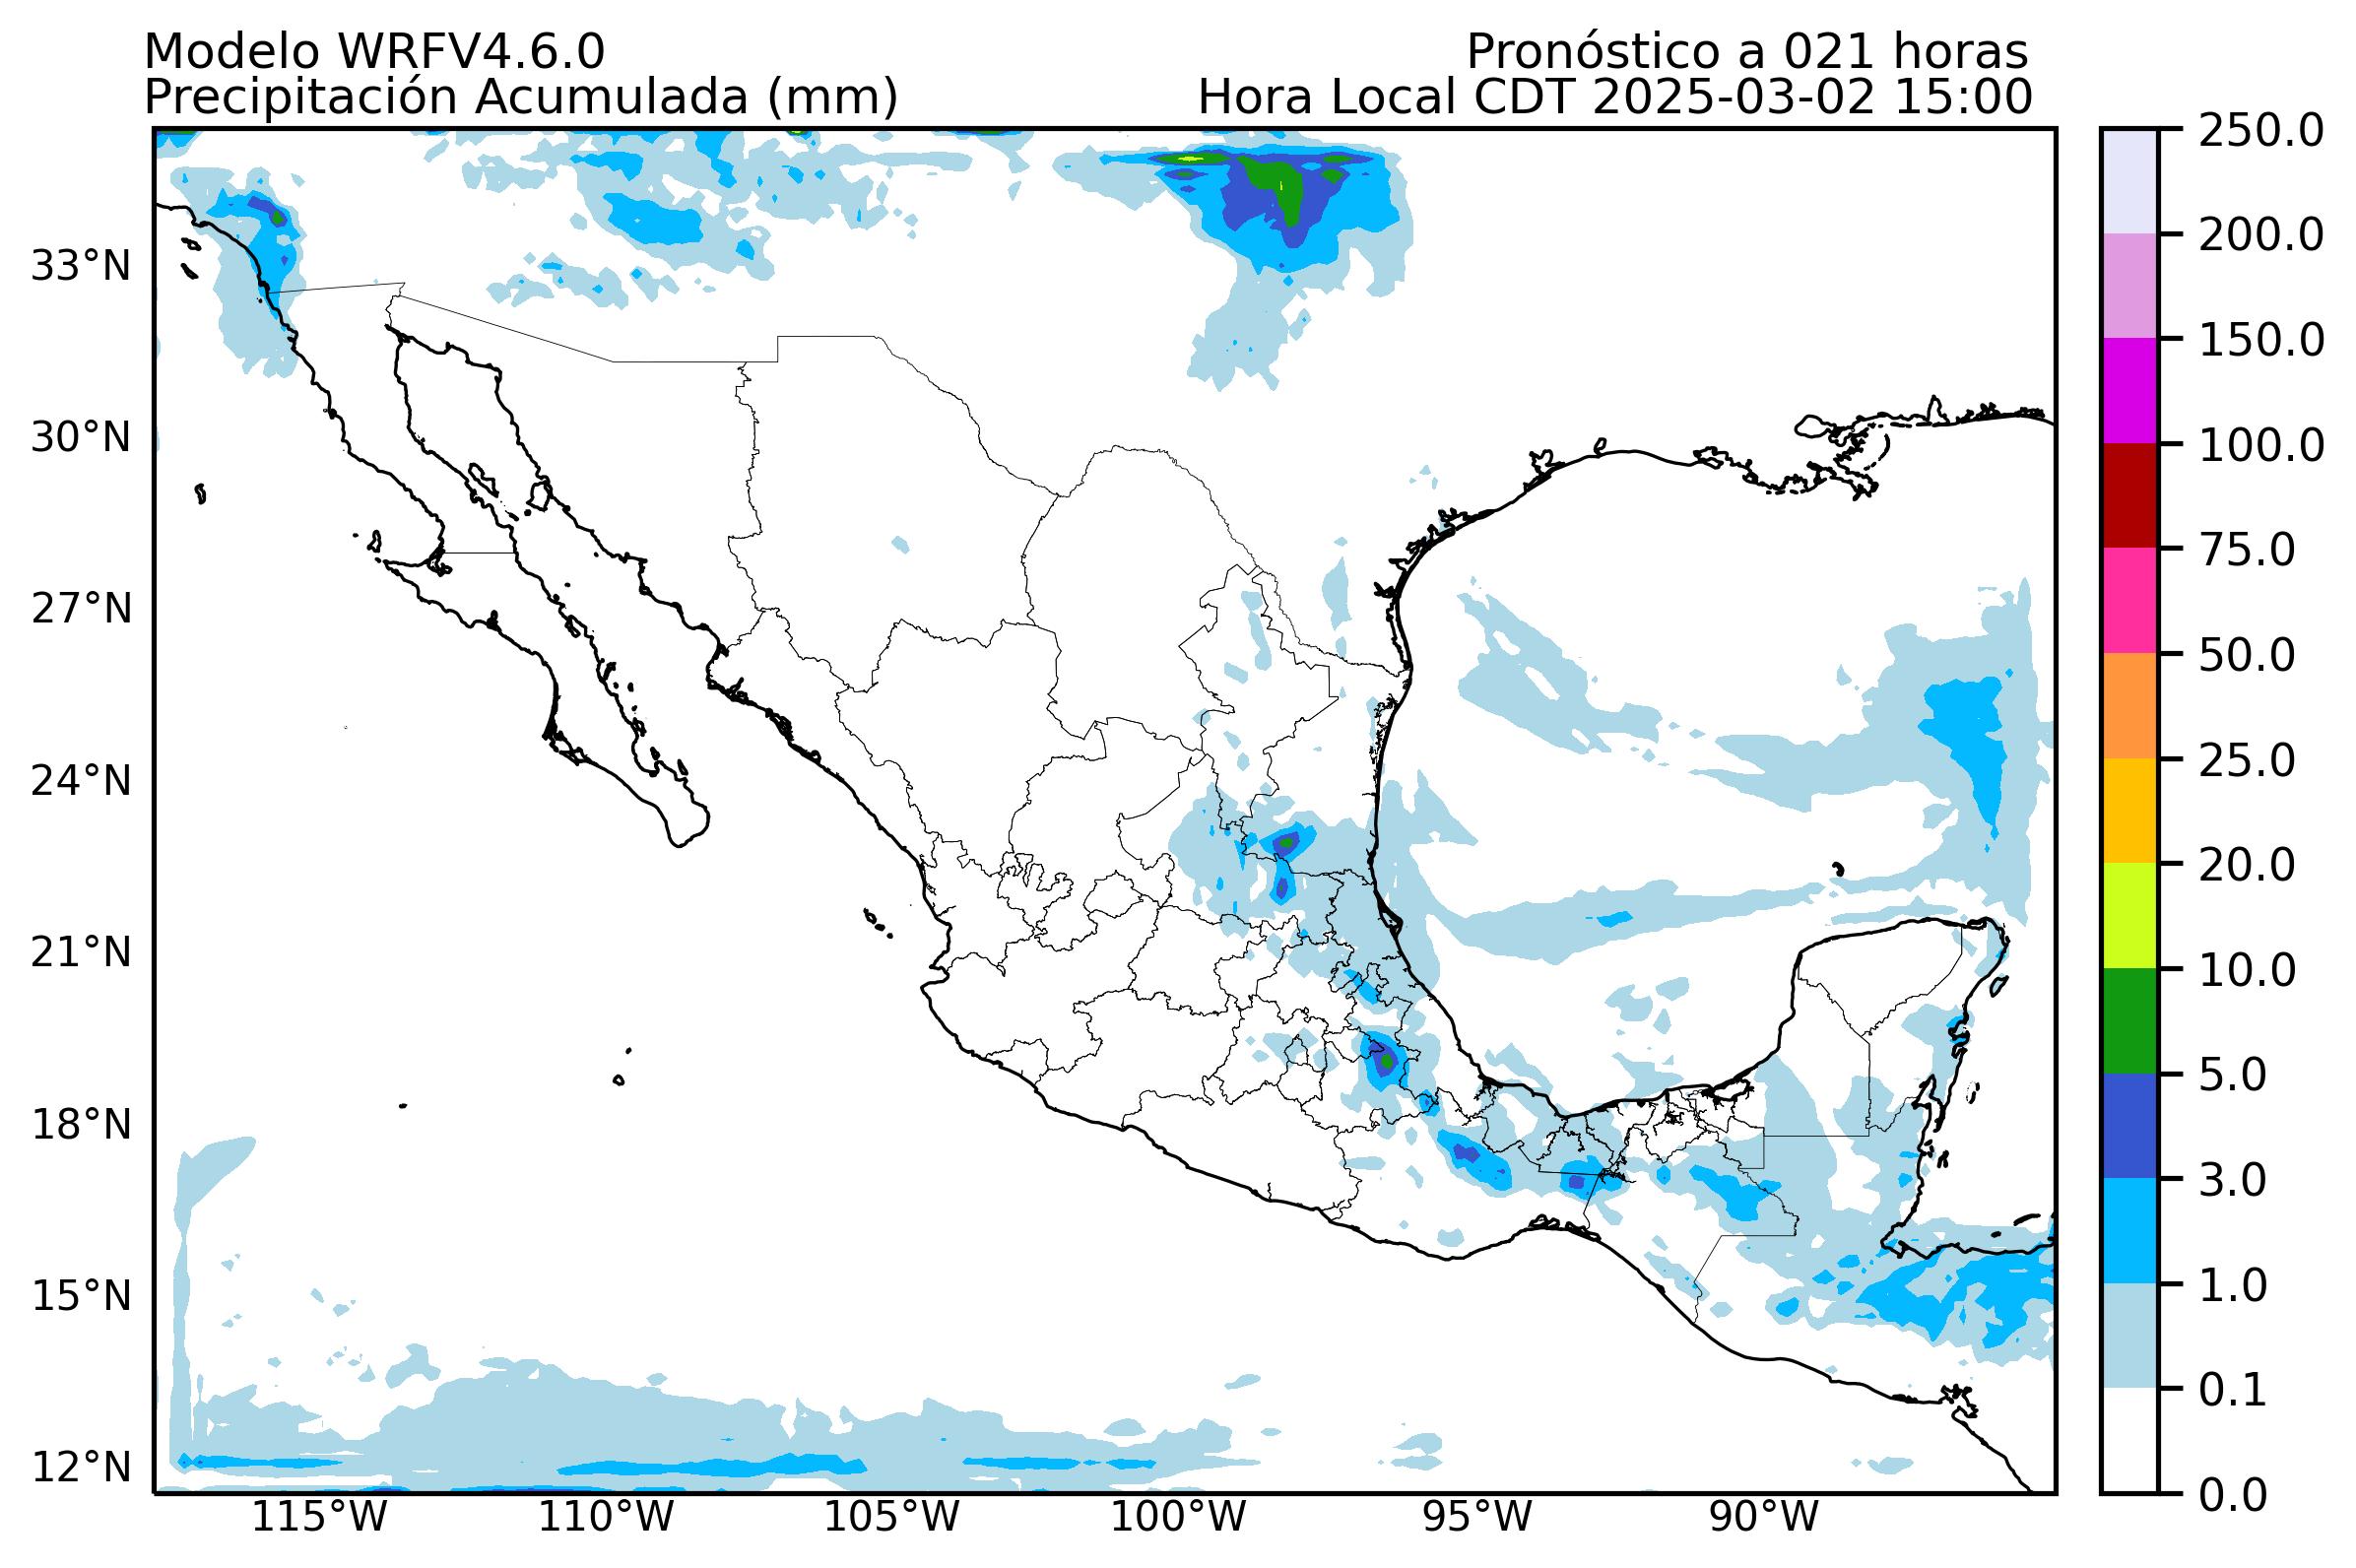 Modelo WRFV4.6.0
Pronóstico a 021 horas
Precipitación Acumulada (mm)
Hora Local CDT 2025-03-02 15:00
33°N
30°N
27°N
24°N
21°N
18°N
15°N
12°N
115°W
110°W
105°W
100°W
95°W
90°W
250.0
200.0
150.0
100.0
75.0
50.0
25.0
20.0
10.0
5.0
3.0
1.0
0.1
0.0